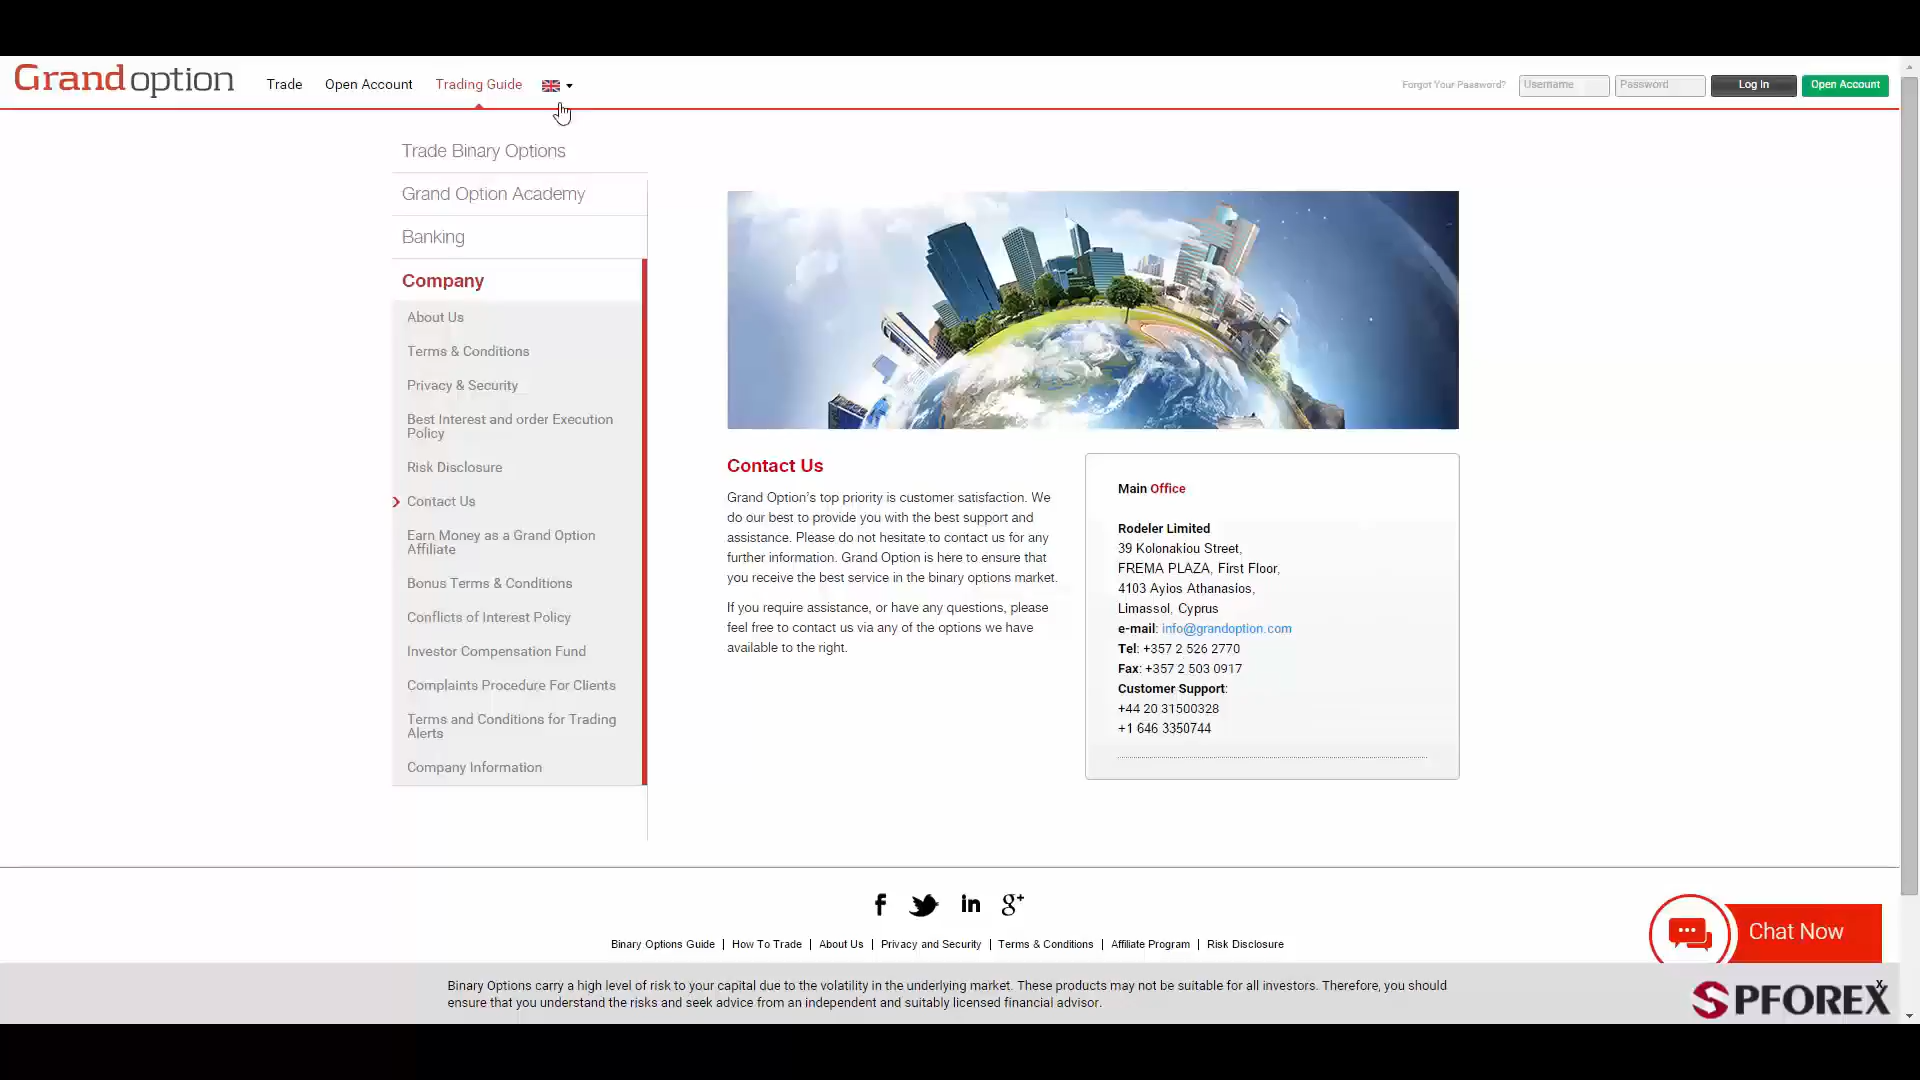 Grandoption
Trade
Open Account
Trading Guide
Forgot Your Password?
Username
Password
Log In
Open Account
Trade Binary Options
Grand Option Academy
Banking
Company
About Us
Terms & Conditions
Privacy & Security
Best Interest and order Execution
Policy
Risk Disclosure
Contact Us
Earn Money as a Grand Option
Affiliate
Bonus Terms & Conditions
Conflicts of Interest Policy
Investor Compensation Fund
Complaints Procedure For Clients
Terms and Conditions for Trading
Alerts
Company Information
Contact Us
Grand Option's top priority is customer satisfaction. We
do our best to provide you with the best support and
assistance. Please do not hesitate to contact us for any
further information. Grand Option is here to ensure that
you receive the best service in the binary options market.
If you require assistance, or have any questions, please
feel free to contact us via any of the options we have
available to the right.
Main Office
Rodeler Limited
39 Kolonakiou Street,
FREMA PLAZA, First Floor,
4103 Ayios Athanasios,
Limassol, Cyprus
e-mail: info@grandoption.com
Tel: +357 2 526 2770
Fax: +357 2 503 0917
Customer Support:
+44 20 31500328
+1 646 3350744
f in g+
Binary Options Guide | How To Trade | About Us | Privacy and Security | Terms & Conditions | Affiliate Program | Risk Disclosure
Chat Now
Binary Options carry a high level of risk to your capital due to the volatility in the underlying market. These products may not be suitable for all investors. Therefore, you should
ensure that you understand the risks and seek advice from an independent and suitably licensed financial advisor.
X
SPFOREX